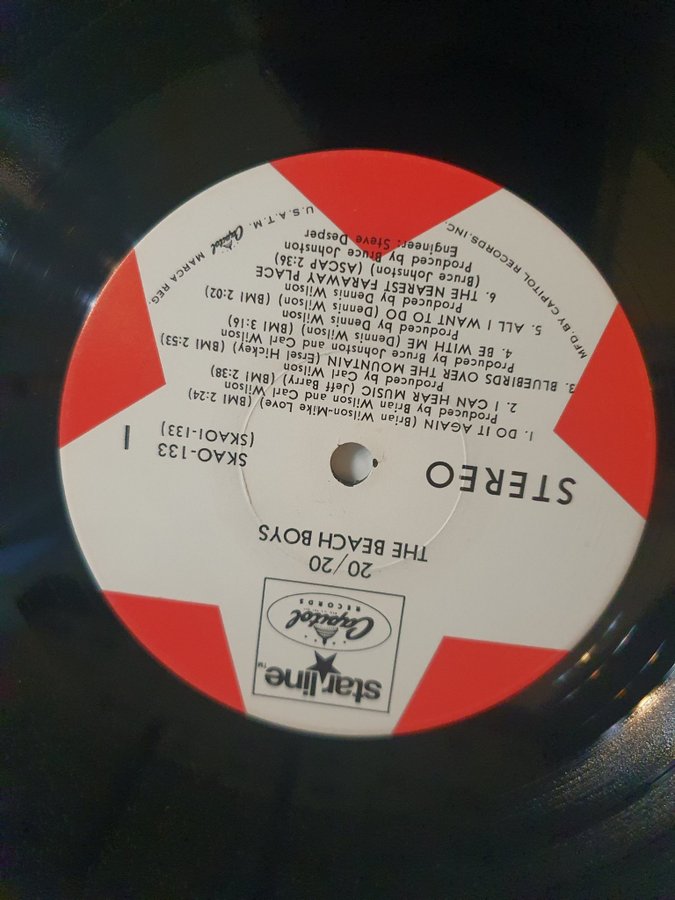 starline™
Capitol
RECORDS
20/20
THE BEACH BOYS
STEREO
SKAO-133
(SKAO1-133)
1
1. DO IT AGAIN (Brian Wilson-Mike Love) (BMI 2:24)
Produced by Brian Wilson and Carl Wilson
2. I CAN HEAR MUSIC (Jeff Barry) (BMI 2:38)
Produced by Carl Wilson
3. BLUEBIRDS OVER THE MOUNTAIN (Ersel Hickey) (BMI 2:53)
Produced by Bruce Johnston and Carl Wilson
4. BE WITH ME (Dennis Wilson) (BMI 3:16)
Produced by Dennis Wilson
5. ALL I WANT TO DO (Dennis Wilson) (BMI 2:02)
Produced by Dennis Wilson
6. THE NEAREST FARAWAY PLACE
(Bruce Johnston) (ASCAP 2:36)
Produced by Bruce Johnston
Engineer: Steve Desper
MFD. BY CAPITOL RECORDS, INC. U.S.A. T.M. Capitol MARCA REG.